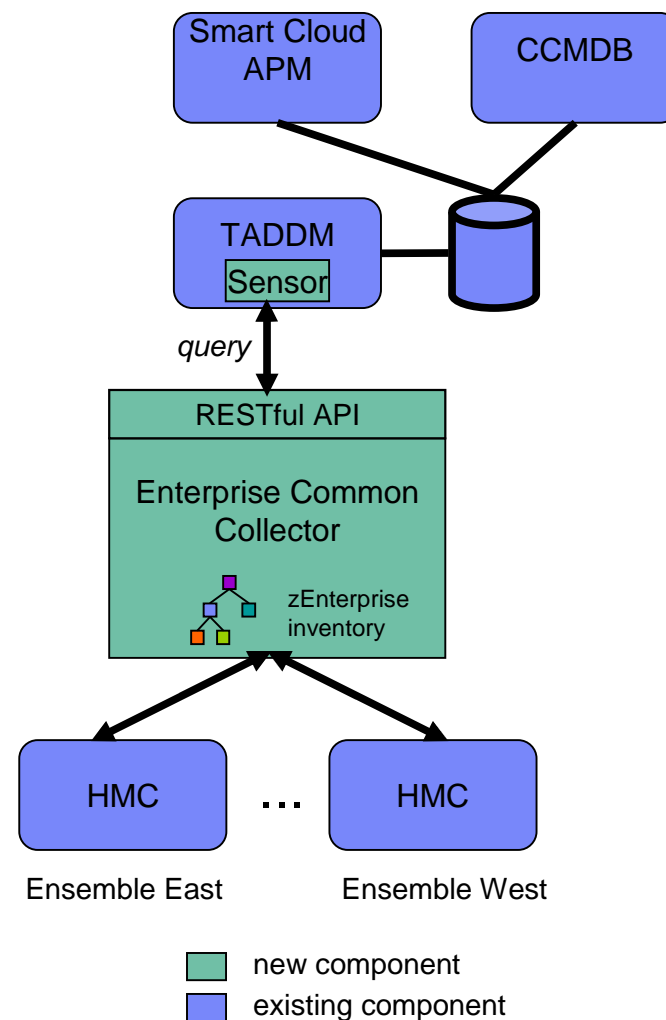 Smart Cloud
APM
CCMDB
TADDM
Sensor
query
RESTful API
Enterprise Common
Collector
zEnterprise
inventory
HMC
...
HMC
Ensemble East
Ensemble West
new component
existing component